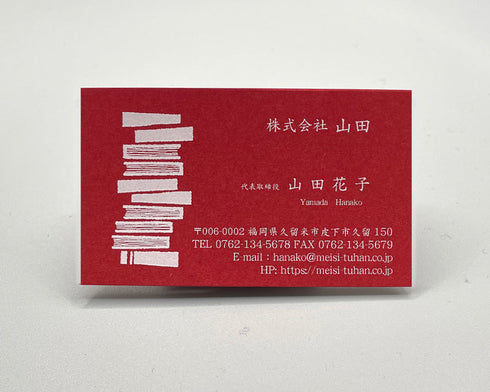 株式会社 山田
代表取締役 山田花子
Yamada Hanako
〒006-0002 福岡県久留米市皮下市久留 150
TEL 0762-134-5678 FAX 0762-134-5679
E-mail : hanako@meisi-tuhan.co.jp
HP: https://meisi-tuhan.co.jp